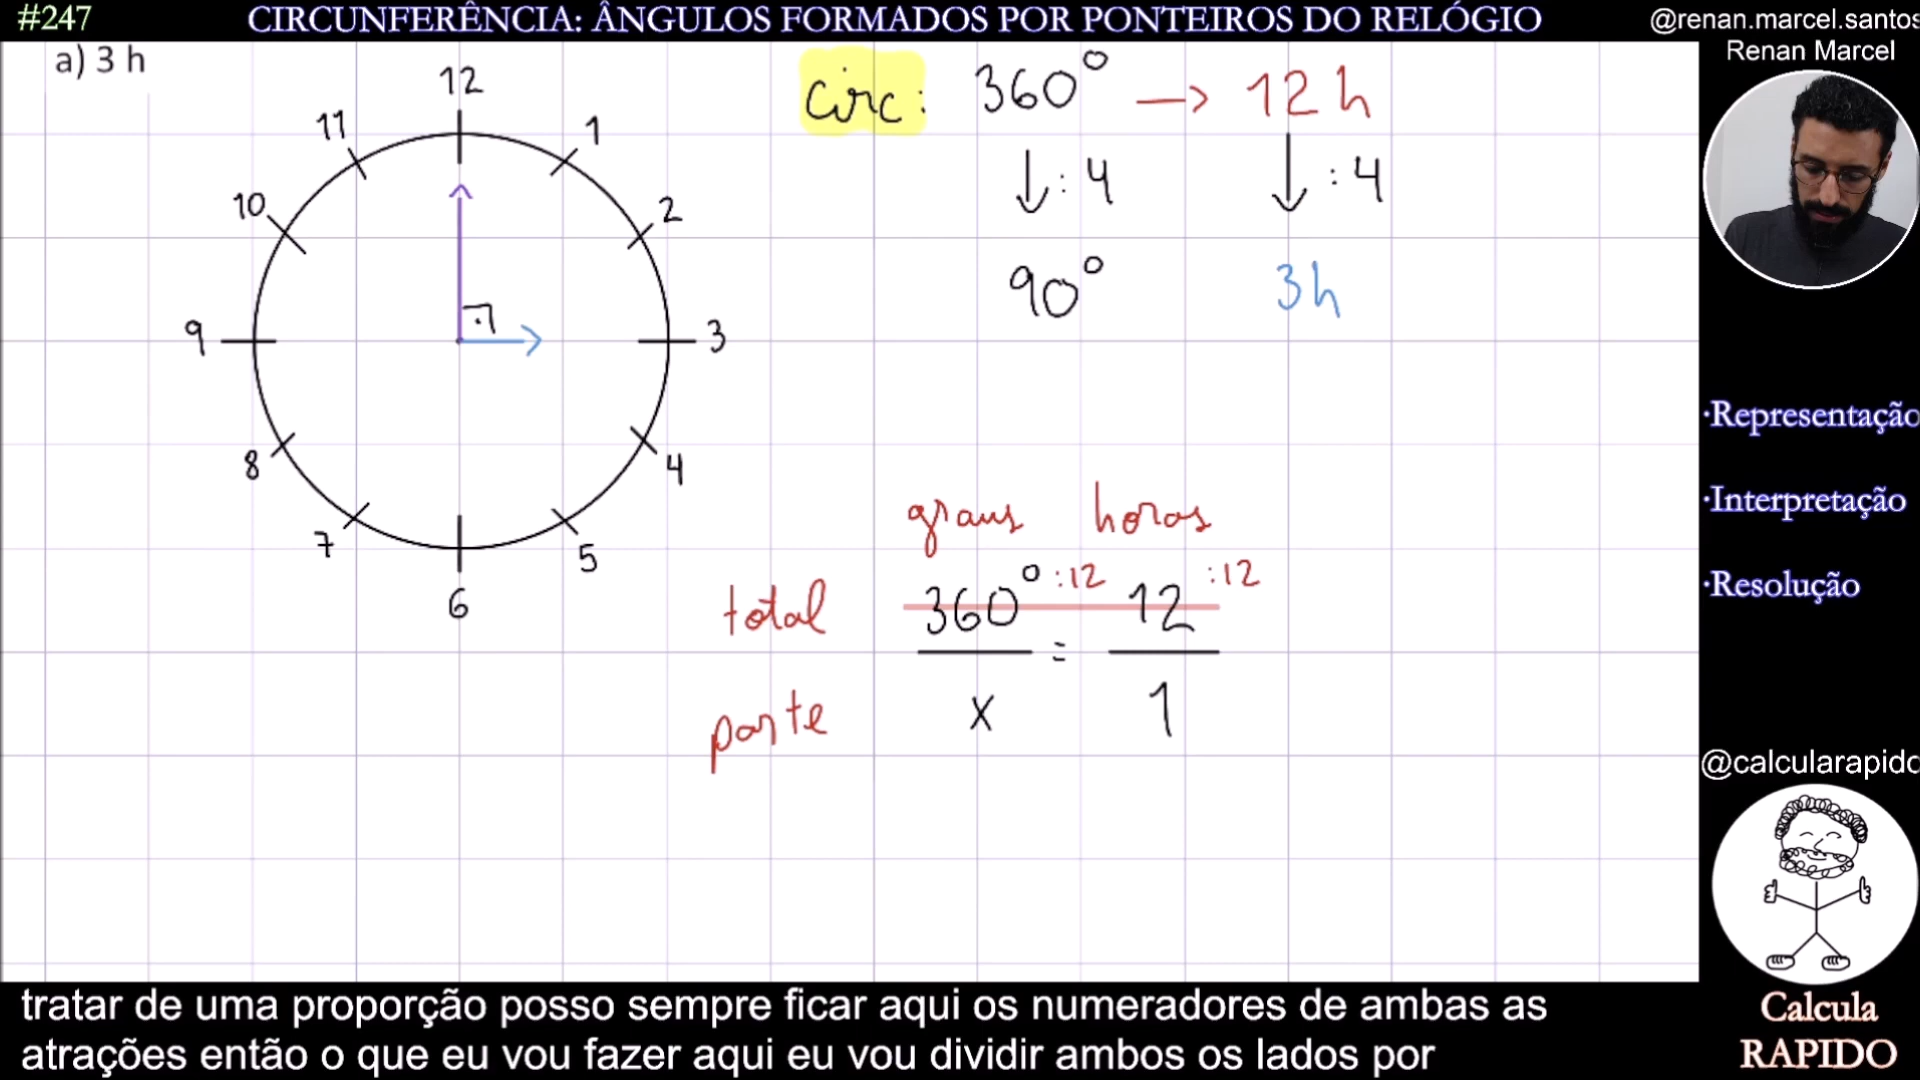 #247
CIRCUNFERÊNCIA: ÂNGULOS FORMADOS POR PONTEIROS DO RELÓGIO
@renan.marcel.santos
Renan Marcel
a) 3 h
12
1
2
3
4
5
6
7
8
9
10
11
circ: 360° → 12 h
↓ : 4 ↓ : 4
90° 3h
graus horas
total 360° :12 = 12 :12
parte x 1
·Representação
·Interpretação
·Resolução
@calcularapido
Calcula
RAPIDO
tratar de uma proporção posso sempre ficar aqui os numeradores de ambas as
atrações então o que eu vou fazer aqui eu vou dividir ambos os lados por